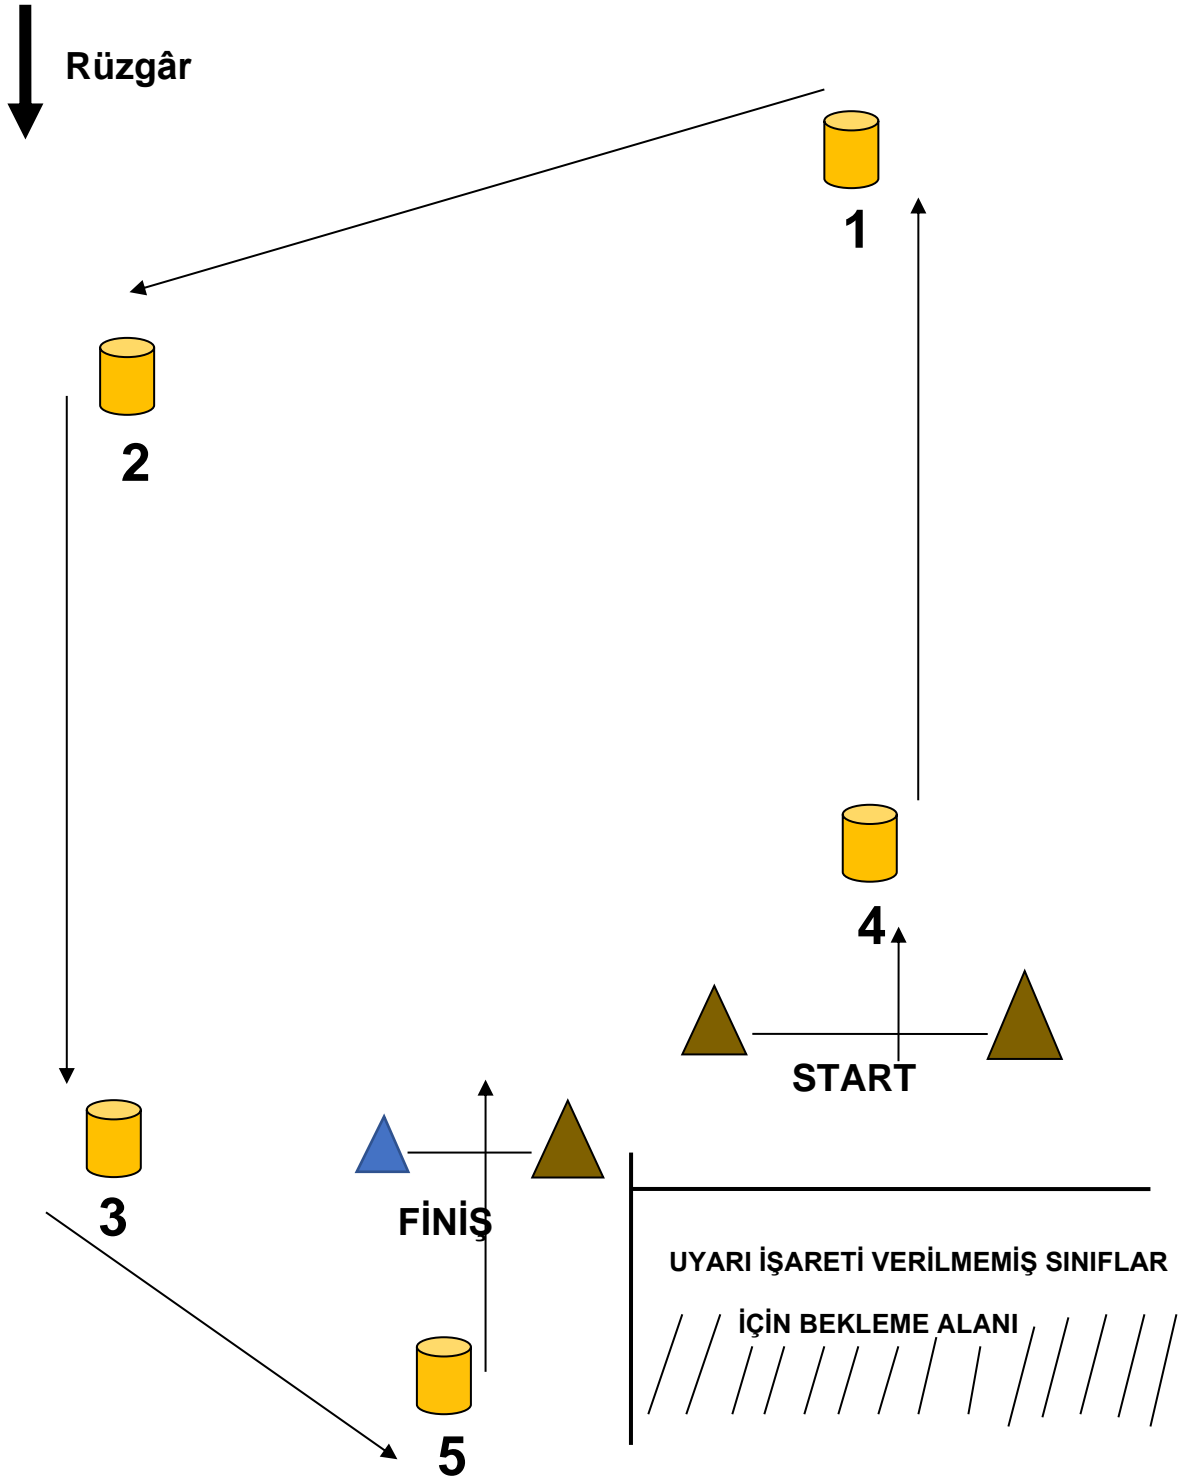 Rüzgâr
1
2
4
START
3
FİNİŞ
UYARI İŞARETİ VERİLMEMİŞ SINIFLAR
İÇİN BEKLEME ALANI
5